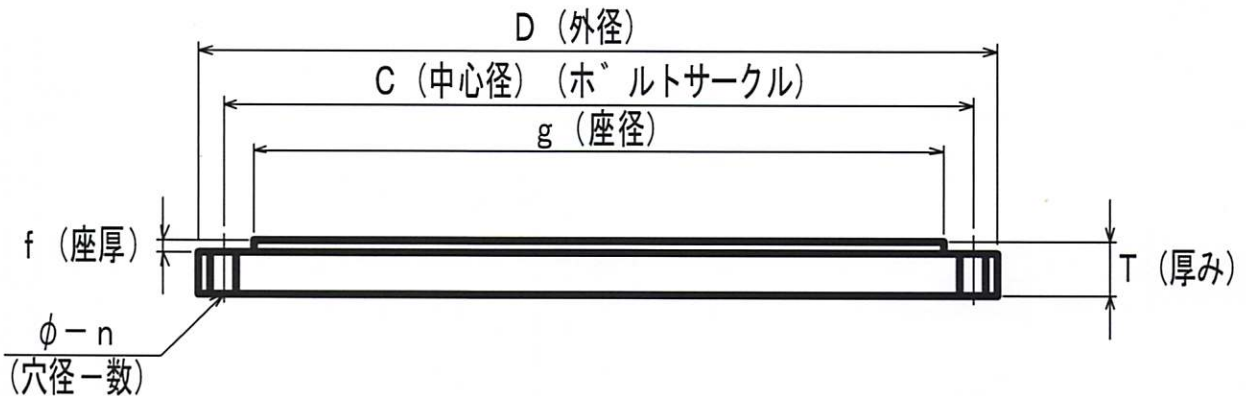 D（外径）
C（中心径）（ボルトサークル）
g（座径）
f（座厚）
T（厚み）
φ－n
（穴径－数）